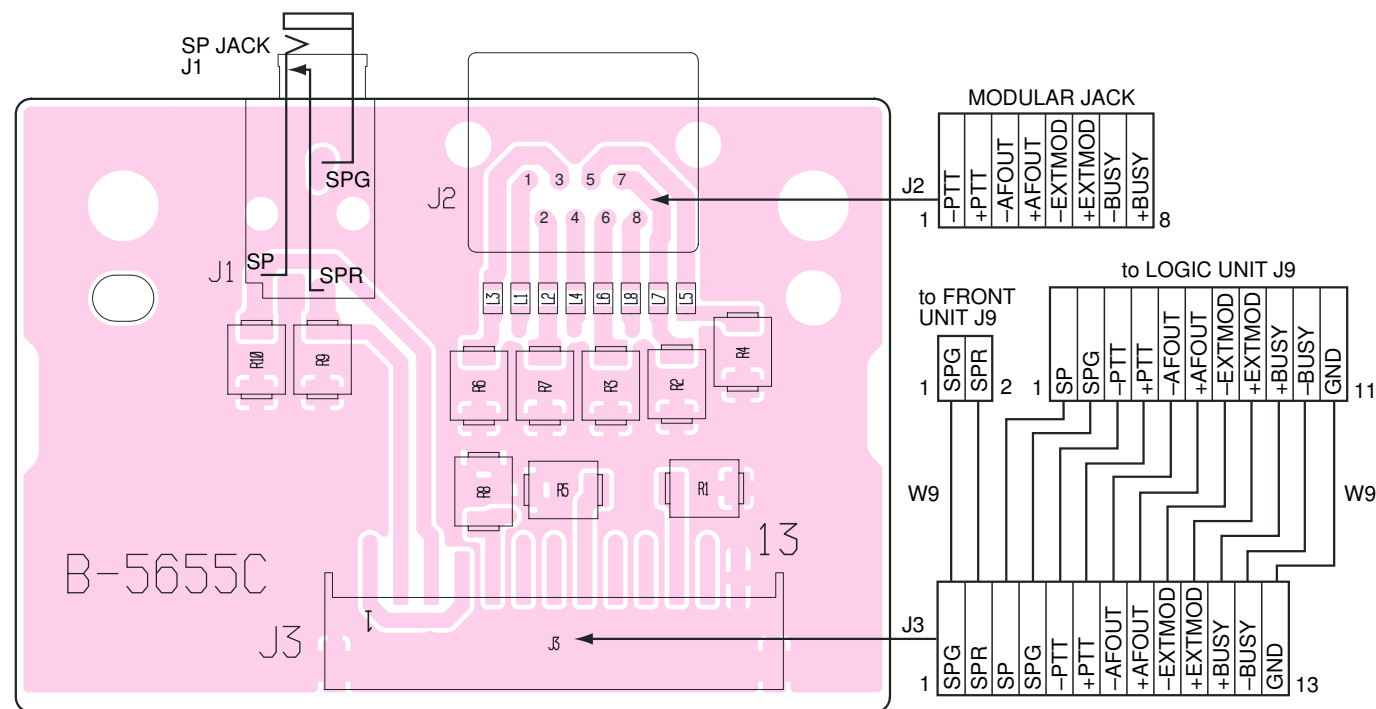 SP JACK
J1
SPG
SP
SPR
J1
J2
1 3 5 7
2 4 6 8
L3 L1 L2 L4 L6 L8 L7 L5
R10 R9 R6 R7 R3 R2 R4
R8 R5 R1
B-5655C
13
1
J3
J3
MODULAR JACK
J2
1
−PTT
+PTT
−AFOUT
+AFOUT
−EXTMOD
+EXTMOD
−BUSY
+BUSY
8
to FRONT
UNIT J9
1
SPG
SPR
2
to LOGIC UNIT J9
1
SP
SPG
−PTT
+PTT
−AFOUT
+AFOUT
−EXTMOD
+EXTMOD
+BUSY
−BUSY
GND
11
W9
W9
J3
1
SPG
SPR
SP
SPG
−PTT
+PTT
−AFOUT
+AFOUT
−EXTMOD
+EXTMOD
+BUSY
−BUSY
GND
13